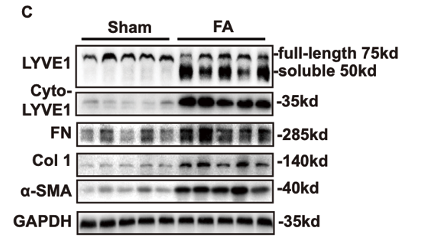 C
Sham FA
LYVE1 -full-length 75kd
-soluble 50kd
Cyto-
LYVE1 -35kd
FN -285kd
Col 1 -140kd
α-SMA -40kd
GAPDH -35kd